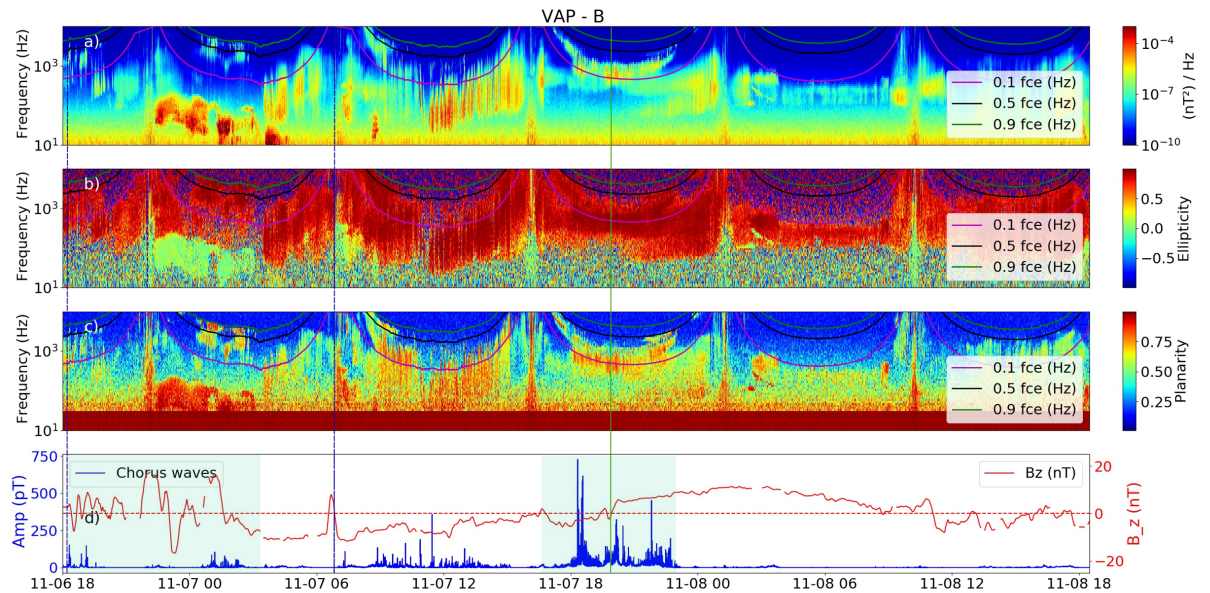 VAP - B
a)
Frequency (Hz)
10³
10¹
0.1 fce (Hz)
0.5 fce (Hz)
0.9 fce (Hz)
10⁻⁴
10⁻⁷
10⁻¹⁰
(nT²) / Hz
b)
Frequency (Hz)
10³
10¹
0.1 fce (Hz)
0.5 fce (Hz)
0.9 fce (Hz)
0.5
0.0
−0.5
Ellipticity
c)
Frequency (Hz)
10³
10¹
0.1 fce (Hz)
0.5 fce (Hz)
0.9 fce (Hz)
0.75
0.50
0.25
Planarity
d)
Amp (pT)
750
500
250
0
Chorus waves
Bz (nT)
20
0
−20
B_z (nT)
11-06 18 11-07 00 11-07 06 11-07 12 11-07 18 11-08 00 11-08 06 11-08 12 11-08 18